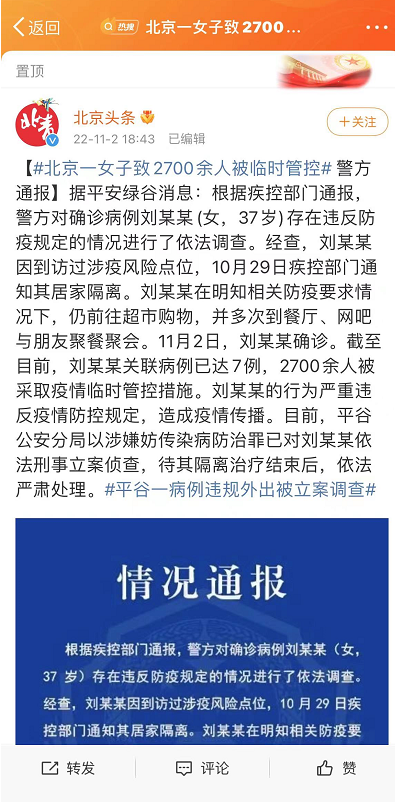 返回
热搜
北京一女子致2700...
置顶
北青
北京头条
22-11-2 18:43 已编辑
+关注
【#北京一女子致2700余人被临时管控# 警方
通报】据平安绿谷消息：根据疾控部门通报，
警方对确诊病例刘某某(女，37岁)存在违反防
疫规定的情况进行了依法调查。经查，刘某某
因到访过涉疫风险点位，10月29日疾控部门通
知其居家隔离。刘某某在明知相关防疫要求情
况下，仍前往超市购物，并多次到餐厅、网吧
与朋友聚餐聚会。11月2日，刘某某确诊。截至
目前，刘某某关联病例已达7例，2700余人被
采取疫情临时管控措施。刘某某的行为严重违
反疫情防控规定，造成疫情传播。目前，平谷
公安分局以涉嫌妨传染病防治罪已对刘某某依
法刑事立案侦查，待其隔离治疗结束后，依法
严肃处理。#平谷一病例违规外出被立案调查#
情况通报
根据疾控部门通报，警方对确诊病例刘某某（女，
37 岁）存在违反防疫规定的情况进行了依法调查。
经查，刘某某因到访过涉疫风险点位，10 月 29 日疾
控部门通知其居家隔离。刘某某在明知相关防疫要
转发
评论
赞